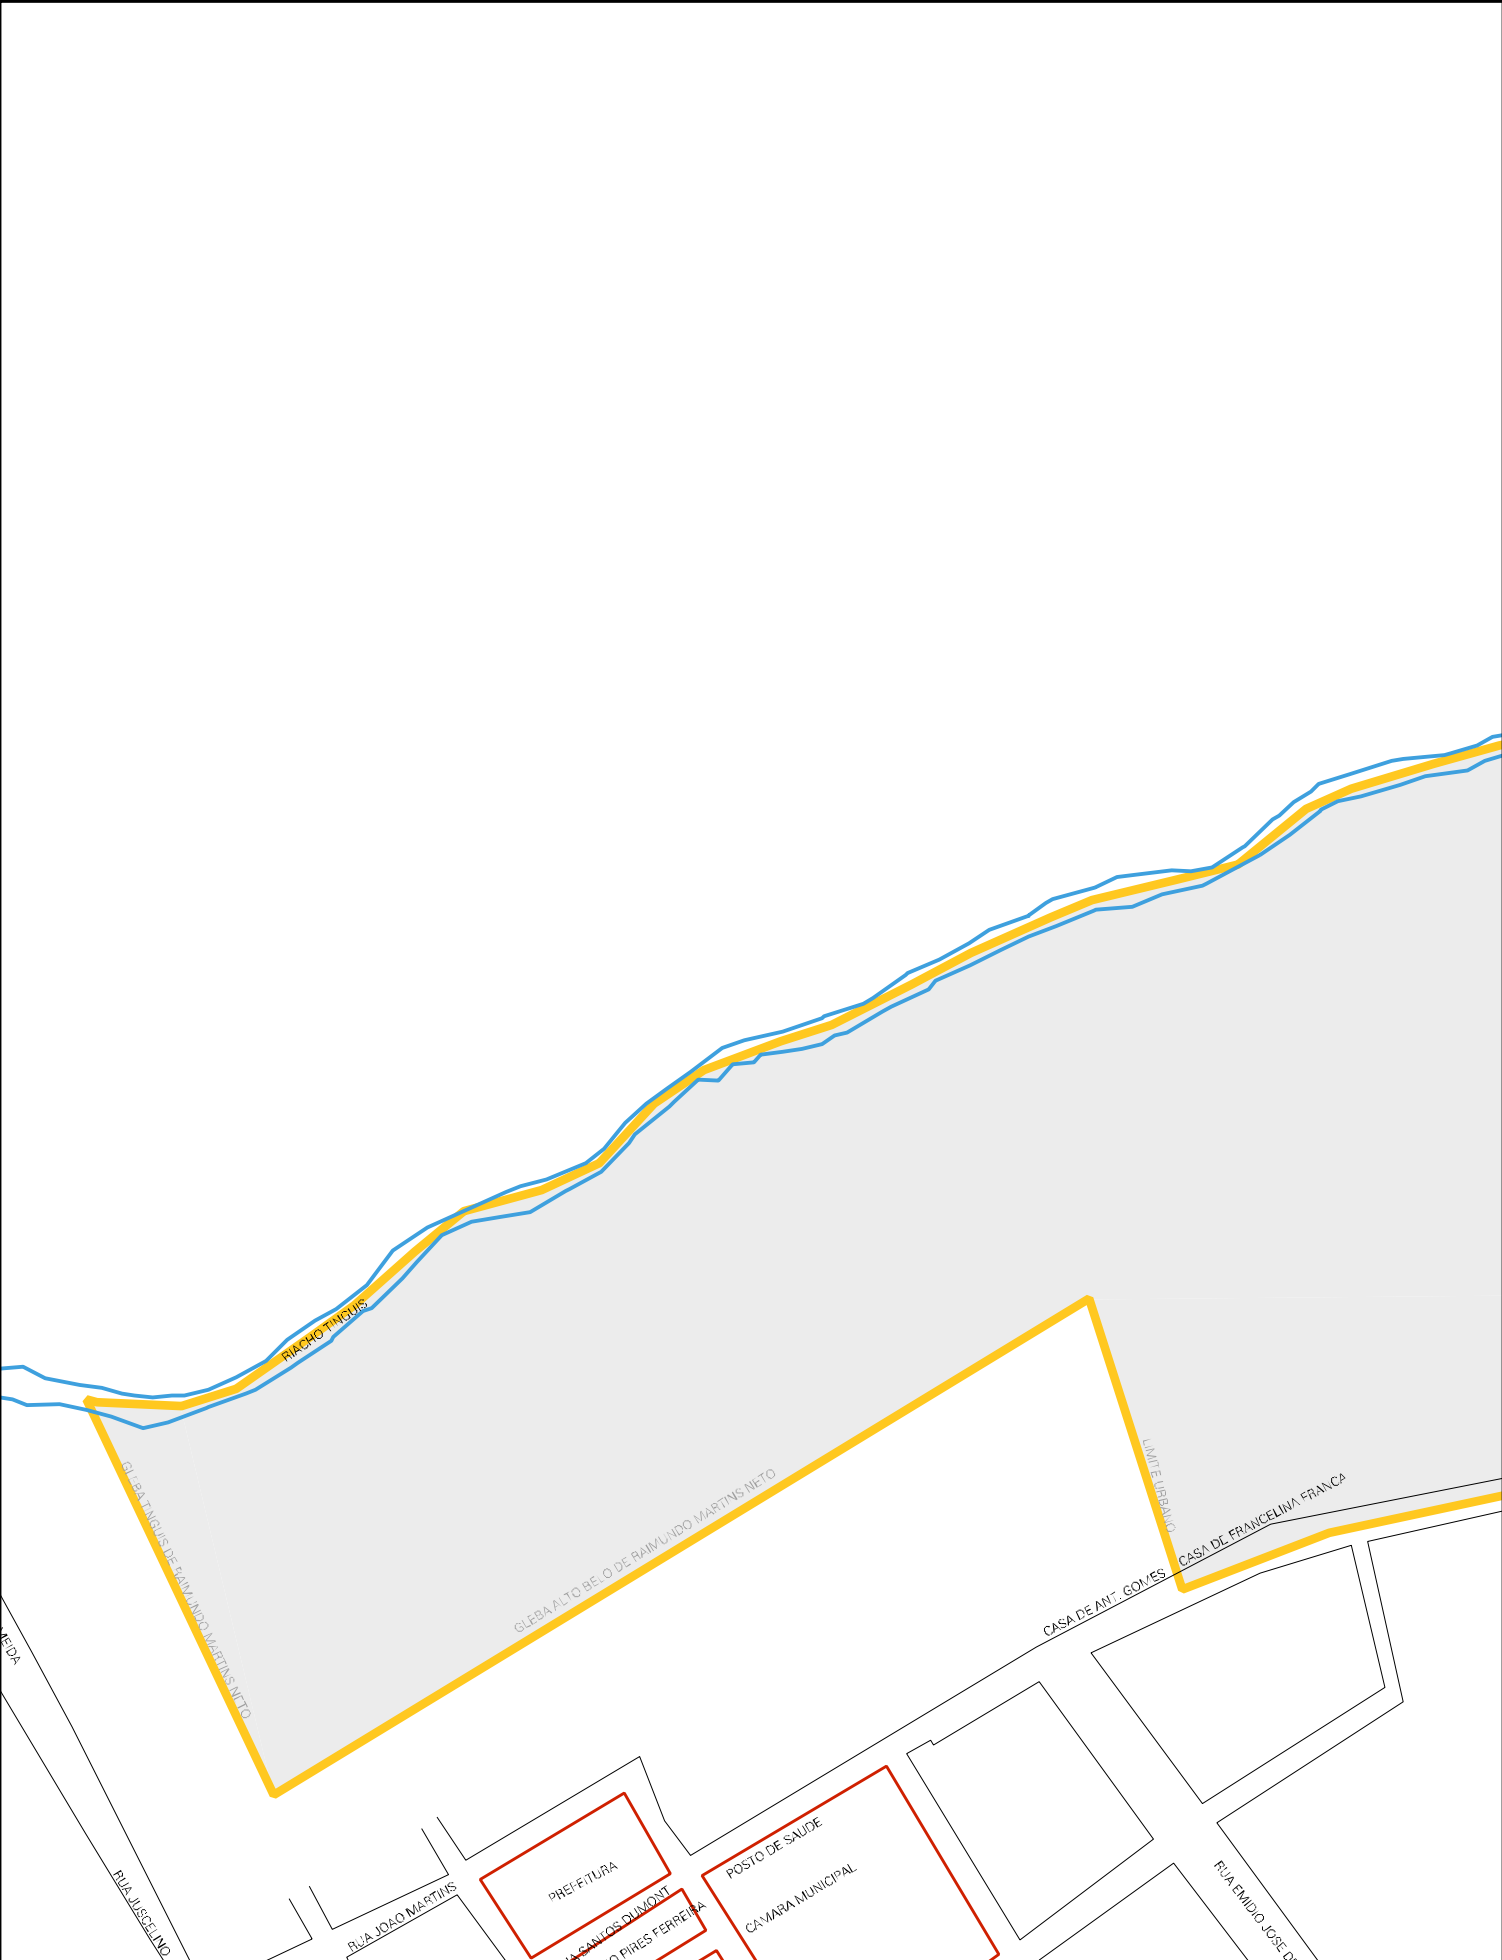 RIACHO TINGUIS
GLEBA TINGUIS DE RAIMUNDO MARTINS NETO
GLEBA ALTO BELO DE RAIMUNDO MARTINS NETO
LIMITE URBANO
CASA DE FRANCELINA FRANCA
CASA DE ANT. GOMES
MEIDA
RUA JUSCELINO
RUA JOAO MARTINS
PREFEITURA
SANTOS DUMONT
O PIRES FERREIRA
POSTO DE SAUDE
CAMARA MUNICIPAL
RUA EMIDIO JOSE DE